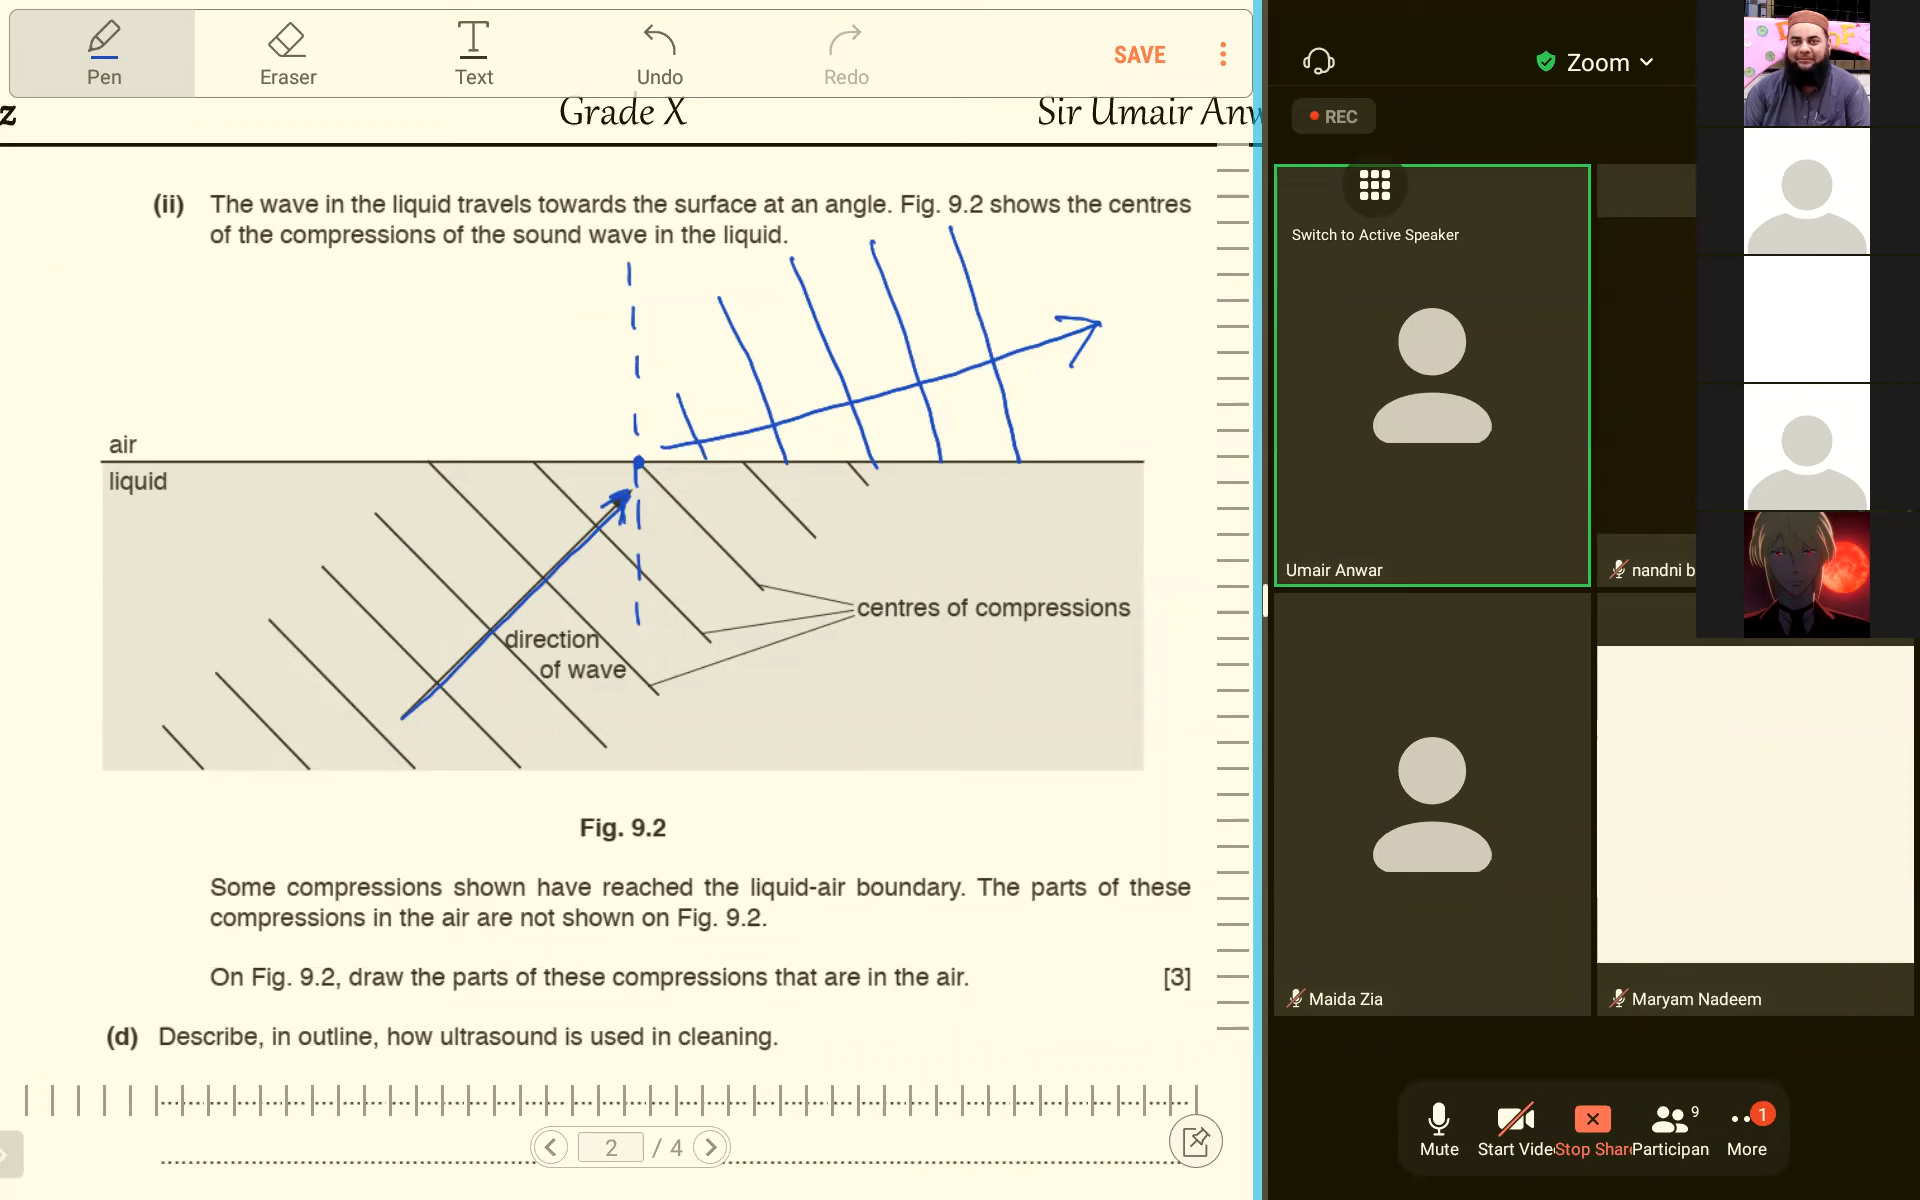 Pen
Eraser
Text
Undo
Redo
SAVE
z
Grade X
Sir Umair Anw
(ii) The wave in the liquid travels towards the surface at an angle. Fig. 9.2 shows the centres
of the compressions of the sound wave in the liquid.
air
liquid
centres of compressions
direction
of wave
Fig. 9.2
Some compressions shown have reached the liquid-air boundary. The parts of these
compressions in the air are not shown on Fig. 9.2.
On Fig. 9.2, draw the parts of these compressions that are in the air. [3]
(d) Describe, in outline, how ultrasound is used in cleaning.
2 / 4
Zoom
REC
Switch to Active Speaker
Umair Anwar
nandni b
Maida Zia
Maryam Nadeem
9
1
Mute
Start Vide
Stop Shar
Participan
More